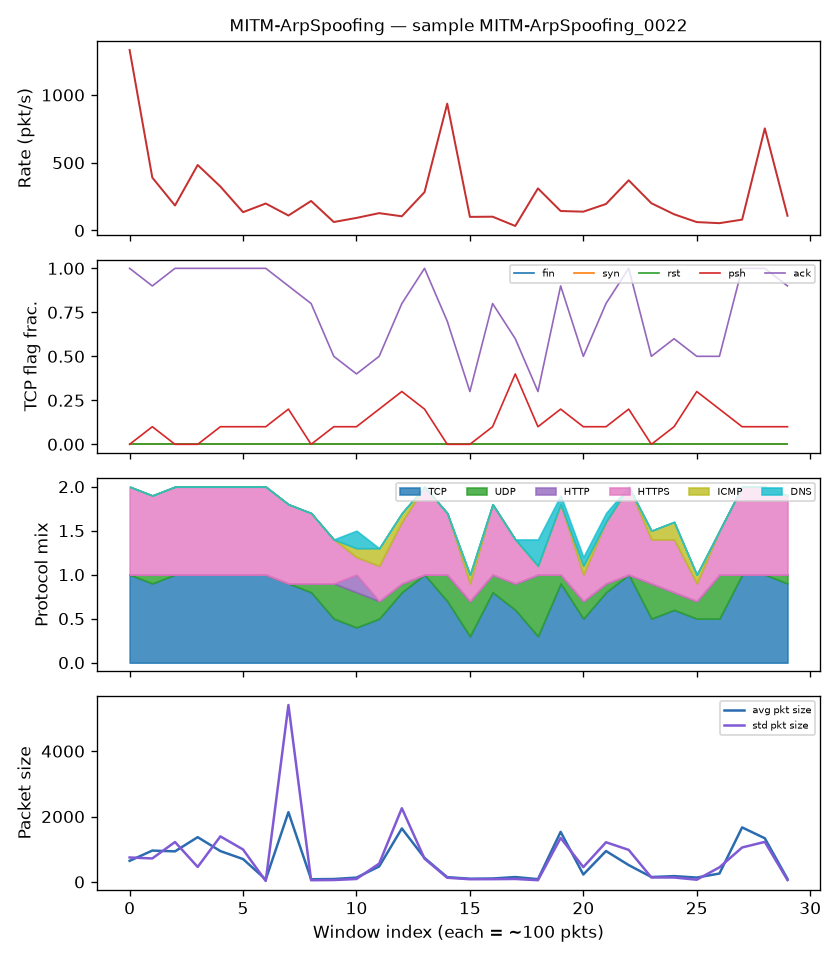 MITM-ArpSpoofing — sample MITM-ArpSpoofing_0022
Rate (pkt/s)
1000
500
0
TCP flag frac.
1.00
0.75
0.50
0.25
0.00
fin syn rst psh ack
Protocol mix
2.0
1.5
1.0
0.5
0.0
TCP UDP HTTP HTTPS ICMP DNS
Packet size
4000
2000
0
avg pkt size
std pkt size
0 5 10 15 20 25 30
Window index (each = ~100 pkts)